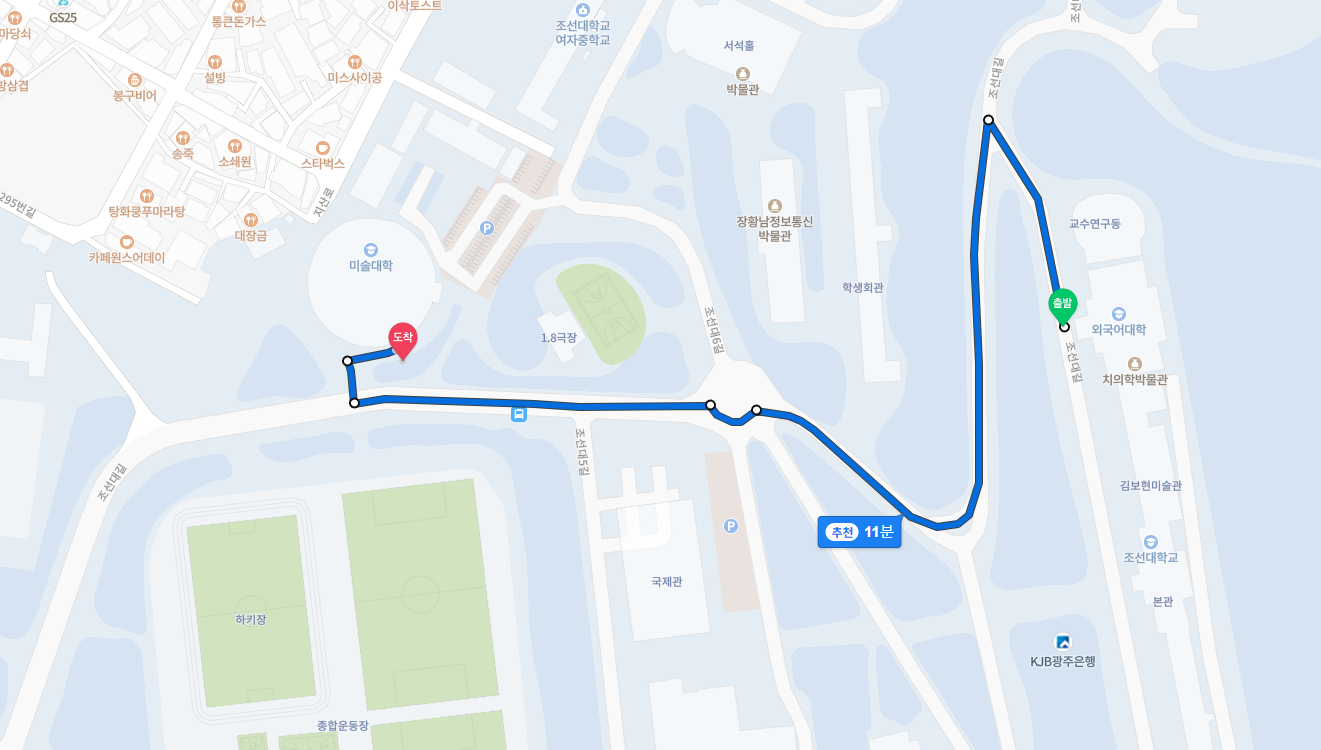 25
GS25
마당쇠
통큰돈가스
이삭토스트
조선대학교
여자중학교
서석홀
조선대길
방삼겹
봉구비어
설빙
미스사이공
박물관
송죽
소쇄원
스타벅스
지산로
295번길
탕화쿵푸마라탕
대장금
카페원스어데이
미술대학
P
장황남정보통신
박물관
교수연구동
학생회관
출발
외국어대학
도착
1.8극장
조선대6길
조선대길
치의학박물관
조선대길
조선대5길
김보현미술관
P
추천 11분
조선대학교
국제관
본관
하키장
KJB광주은행
종합운동장